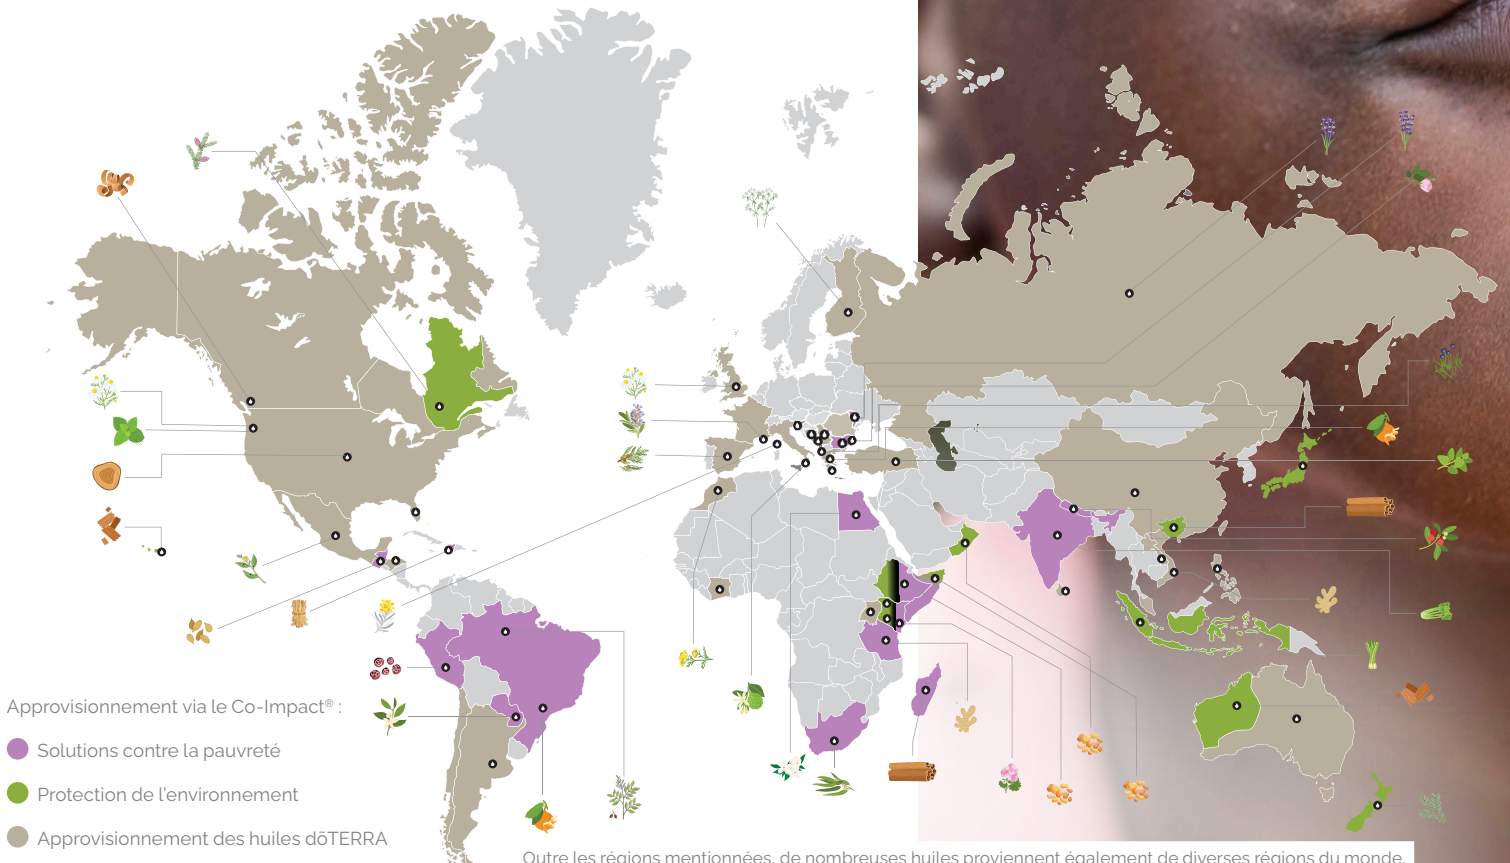 Approvisionnement via le Co-Impact® :
Solutions contre la pauvreté
Protection de l'environnement
Approvisionnement des huiles dōTERRA
Outre les régions mentionnées, de nombreuses huiles proviennent également de diverses régions du monde.